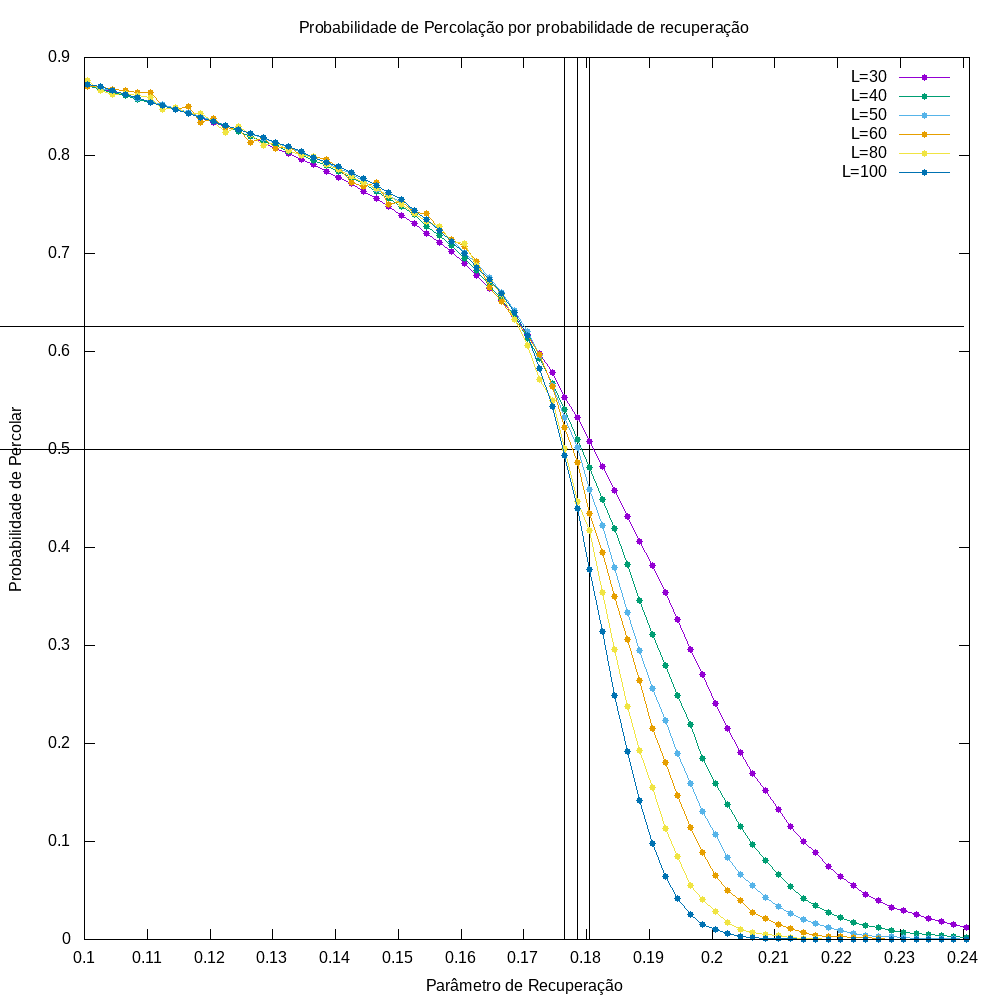 Probabilidade de Percolação por probabilidade de recuperação
L=30
L=40
L=50
L=60
L=80
L=100
0.9
0.8
0.7
0.6
0.5
0.4
0.3
0.2
0.1
0
Probabilidade de Percolar
0.1 0.11 0.12 0.13 0.14 0.15 0.16 0.17 0.18 0.19 0.2 0.21 0.22 0.23 0.24
Parâmetro de Recuperação